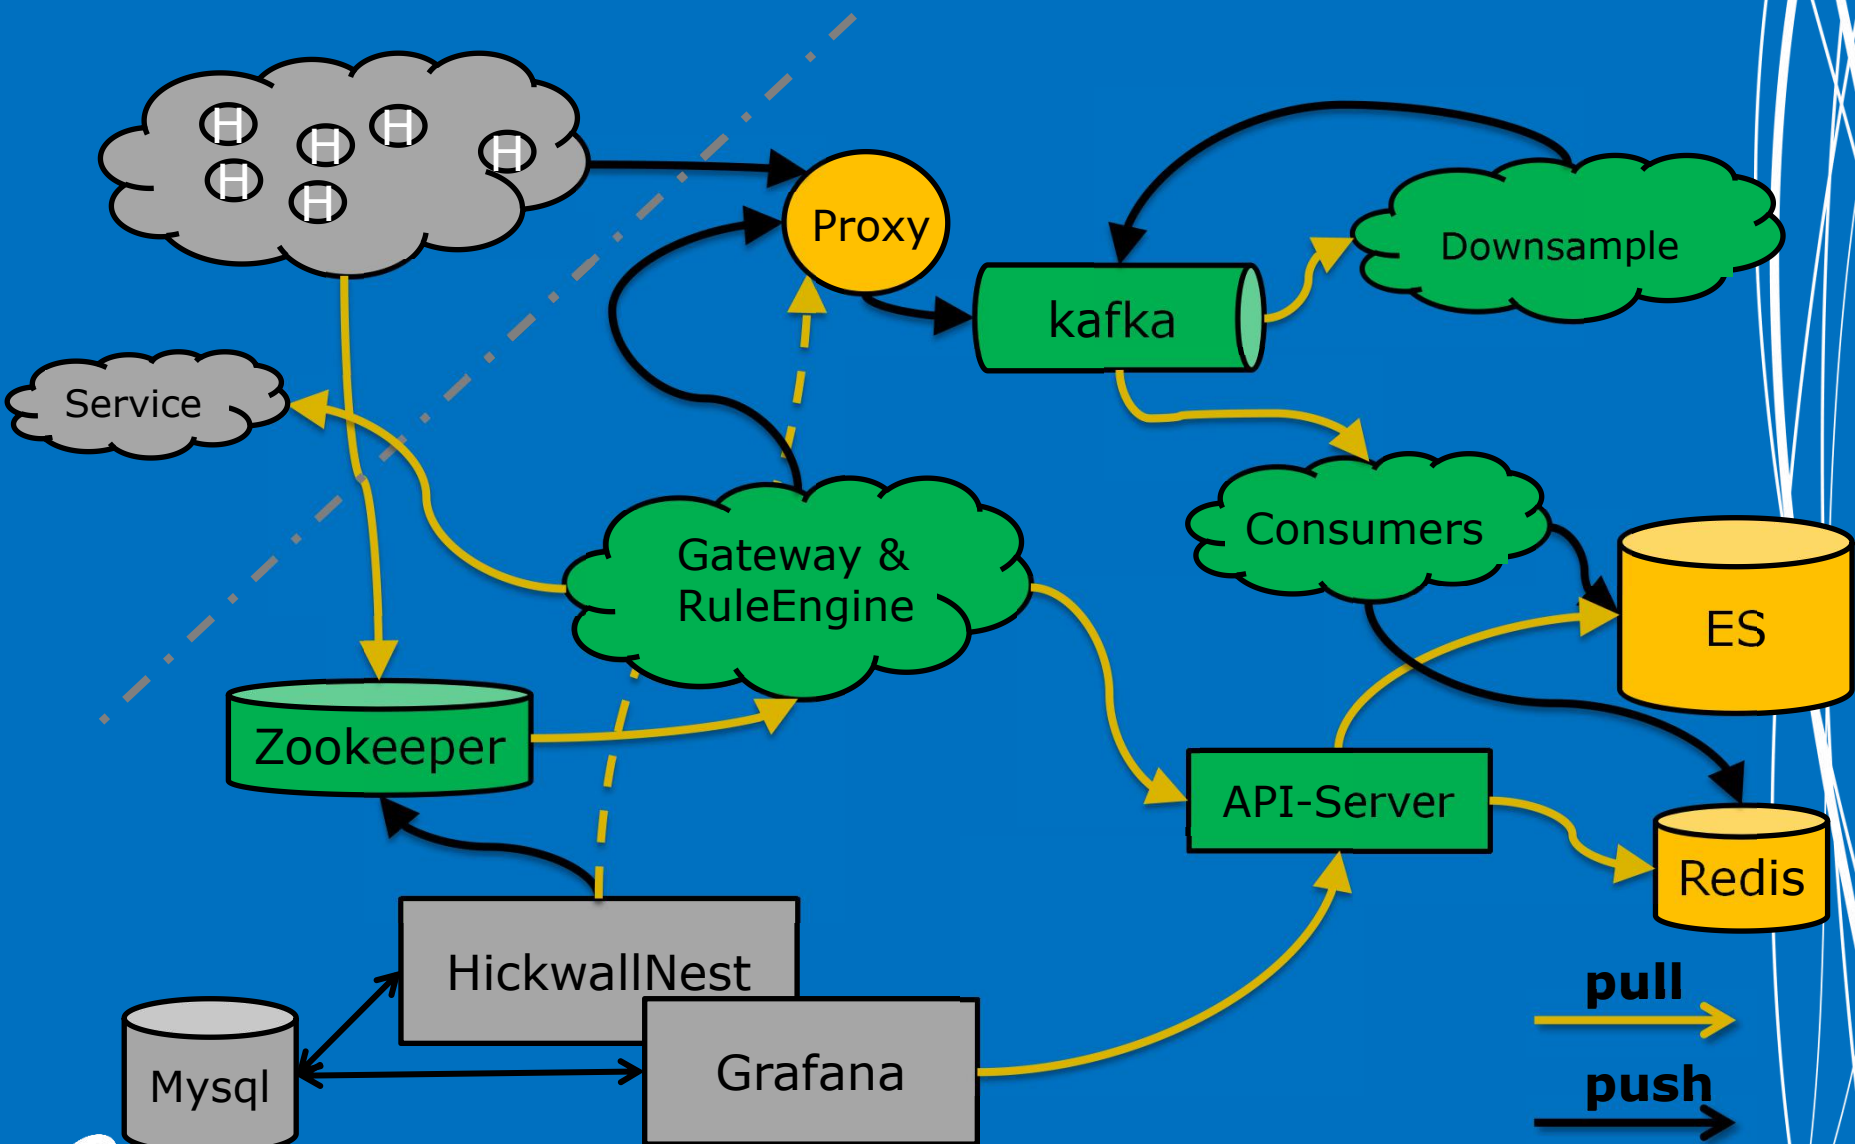 H
H
H
H
H
H
Proxy
Downsample
kafka
Service
Consumers
Gateway &
RuleEngine
ES
Zookeeper
API-Server
Redis
HickwallNest
pull
Grafana
Mysql
push